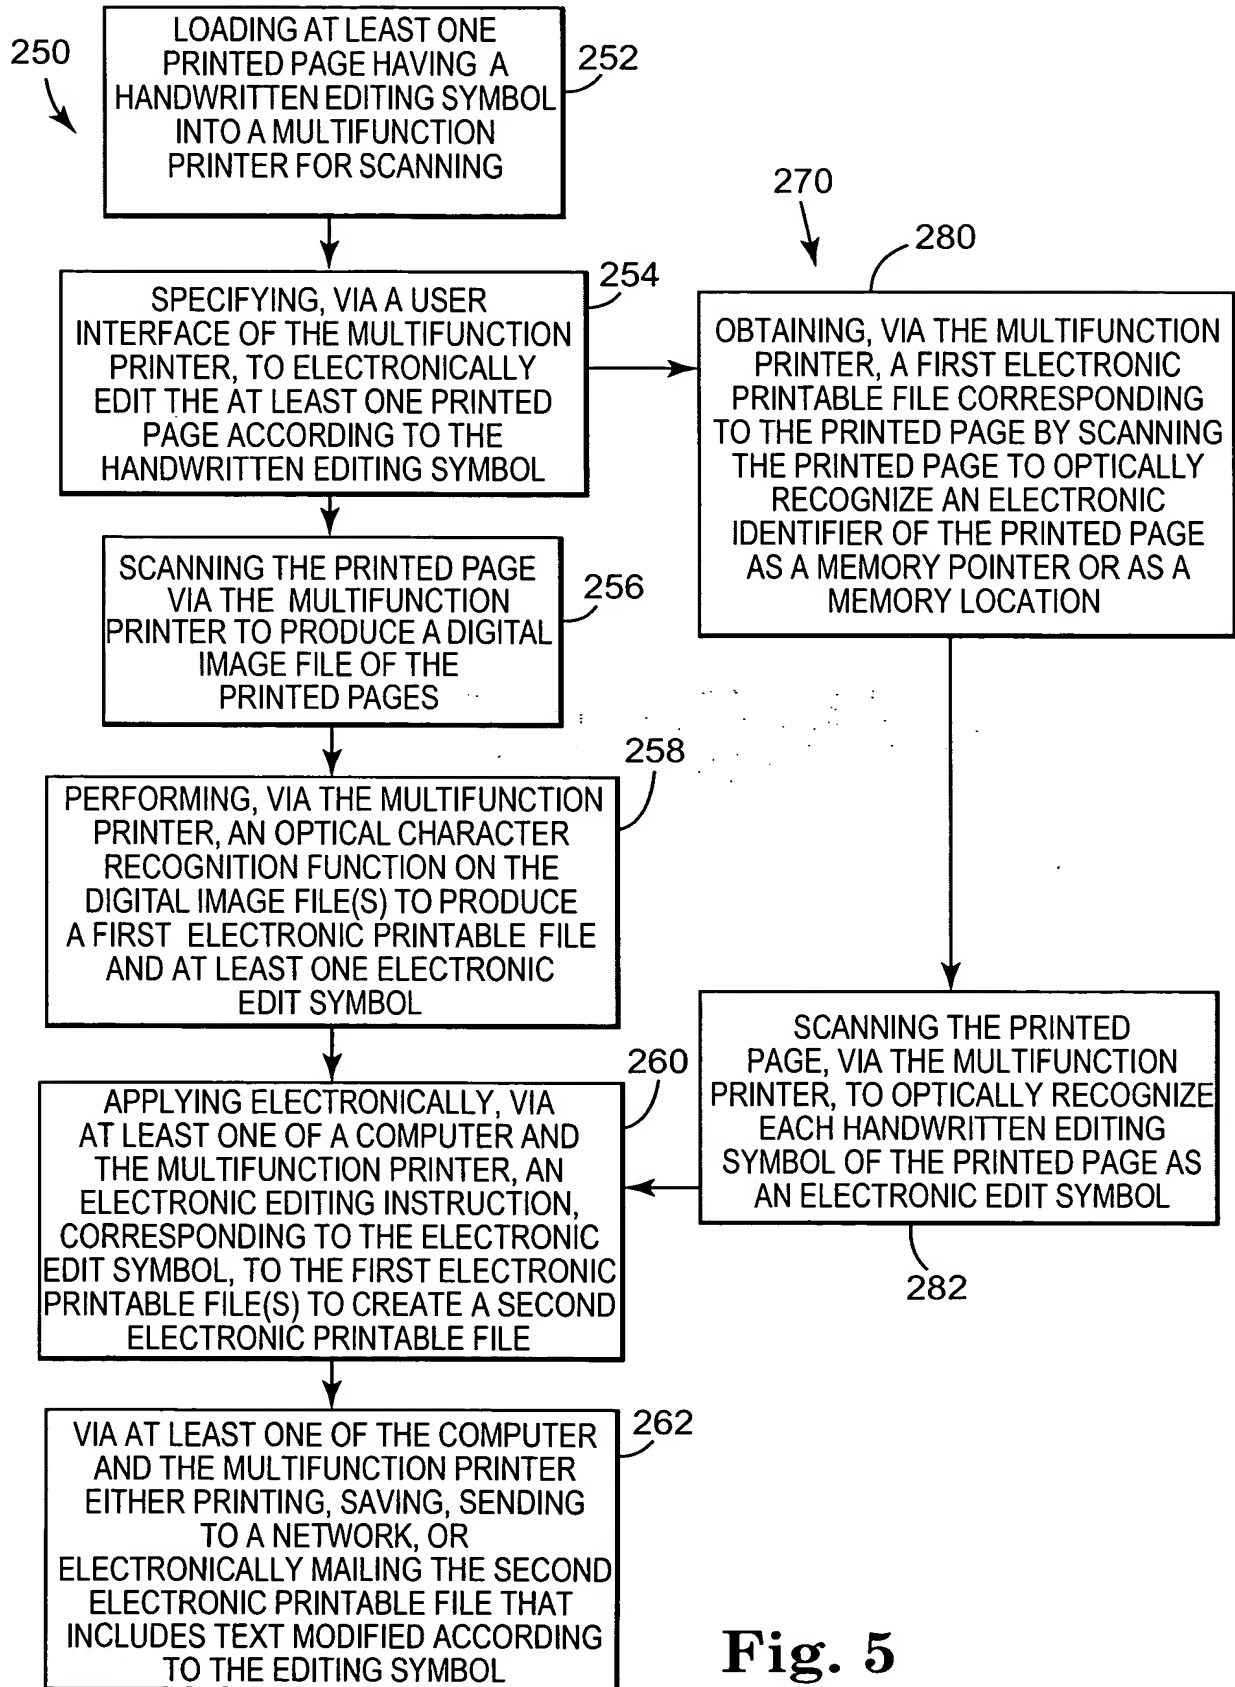 250
LOADING AT LEAST ONE
PRINTED PAGE HAVING A
HANDWRITTEN EDITING SYMBOL
INTO A MULTIFUNCTION
PRINTER FOR SCANNING
252
SPECIFYING, VIA A USER
INTERFACE OF THE MULTIFUNCTION
PRINTER, TO ELECTRONICALLY
EDIT THE AT LEAST ONE PRINTED
PAGE ACCORDING TO THE
HANDWRITTEN EDITING SYMBOL
254
SCANNING THE PRINTED PAGE
VIA THE MULTIFUNCTION
PRINTER TO PRODUCE A DIGITAL
IMAGE FILE OF THE
PRINTED PAGES
256
PERFORMING, VIA THE MULTIFUNCTION
PRINTER, AN OPTICAL CHARACTER
RECOGNITION FUNCTION ON THE
DIGITAL IMAGE FILE(S) TO PRODUCE
A FIRST ELECTRONIC PRINTABLE FILE
AND AT LEAST ONE ELECTRONIC
EDIT SYMBOL
258
270
280
OBTAINING, VIA THE MULTIFUNCTION
PRINTER, A FIRST ELECTRONIC
PRINTABLE FILE CORRESPONDING
TO THE PRINTED PAGE BY SCANNING
THE PRINTED PAGE TO OPTICALLY
RECOGNIZE AN ELECTRONIC
IDENTIFIER OF THE PRINTED PAGE
AS A MEMORY POINTER OR AS A
MEMORY LOCATION
SCANNING THE PRINTED
PAGE, VIA THE MULTIFUNCTION
PRINTER, TO OPTICALLY RECOGNIZE
EACH HANDWRITTEN EDITING
SYMBOL OF THE PRINTED PAGE AS
AN ELECTRONIC EDIT SYMBOL
282
APPLYING ELECTRONICALLY, VIA
AT LEAST ONE OF A COMPUTER AND
THE MULTIFUNCTION PRINTER, AN
ELECTRONIC EDITING INSTRUCTION,
CORRESPONDING TO THE ELECTRONIC
EDIT SYMBOL, TO THE FIRST ELECTRONIC
PRINTABLE FILE(S) TO CREATE A SECOND
ELECTRONIC PRINTABLE FILE
260
VIA AT LEAST ONE OF THE COMPUTER
AND THE MULTIFUNCTION PRINTER
EITHER PRINTING, SAVING, SENDING
TO A NETWORK, OR
ELECTRONICALLY MAILING THE SECOND
ELECTRONIC PRINTABLE FILE THAT
INCLUDES TEXT MODIFIED ACCORDING
TO THE EDITING SYMBOL
262
Fig. 5